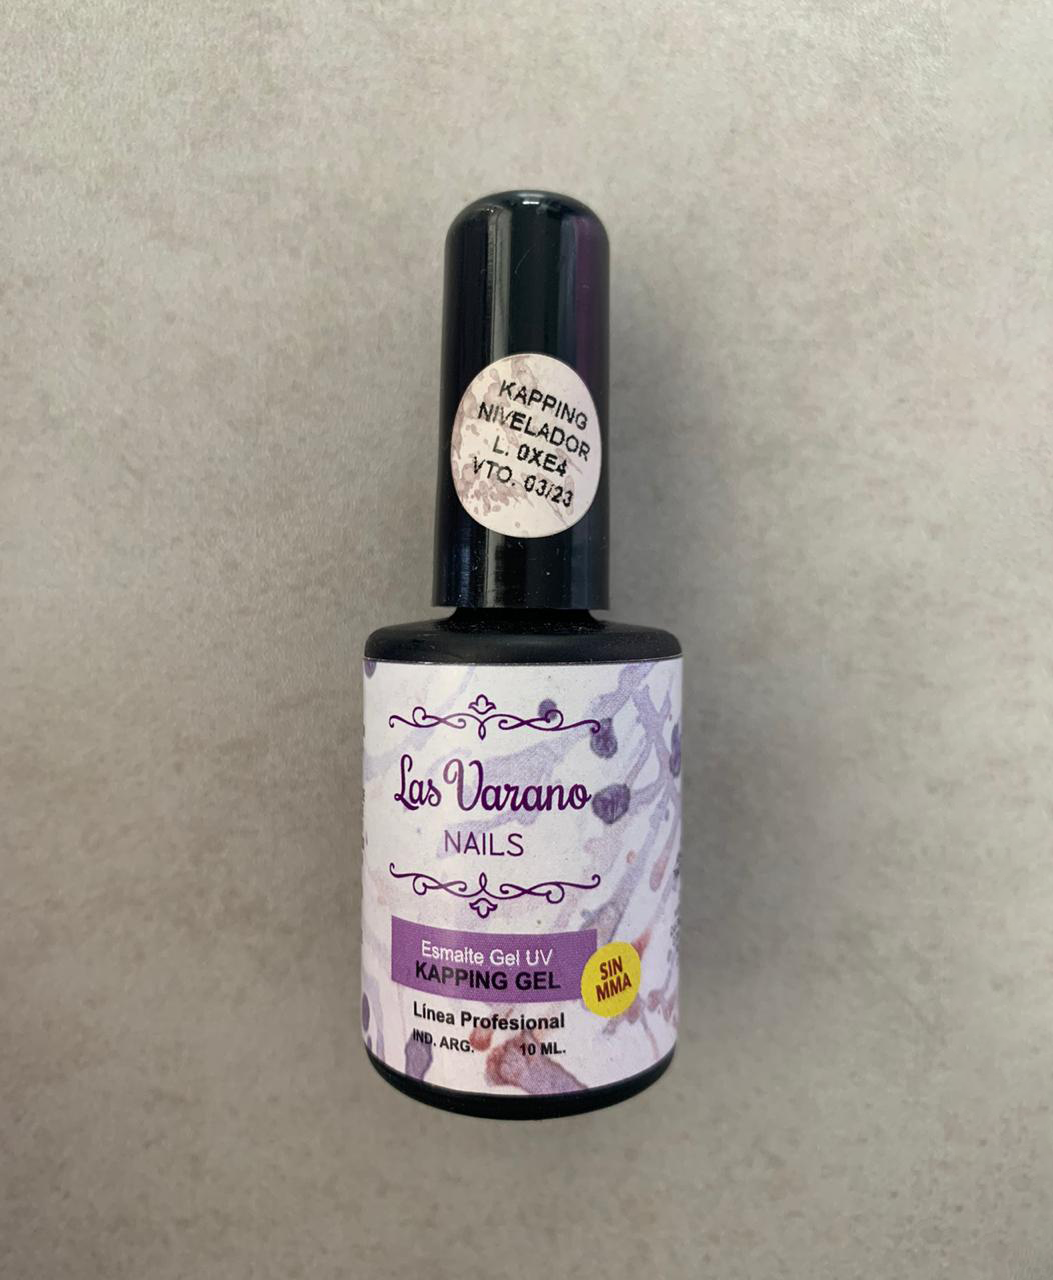 KAPPING
NIVELADOR
L. 0XE4
VTO. 03/23
Las Varano
NAILS
Esmalte Gel UV
KAPPING GEL
SIN
MMA
Línea Profesional
IND. ARG. 10 ML.